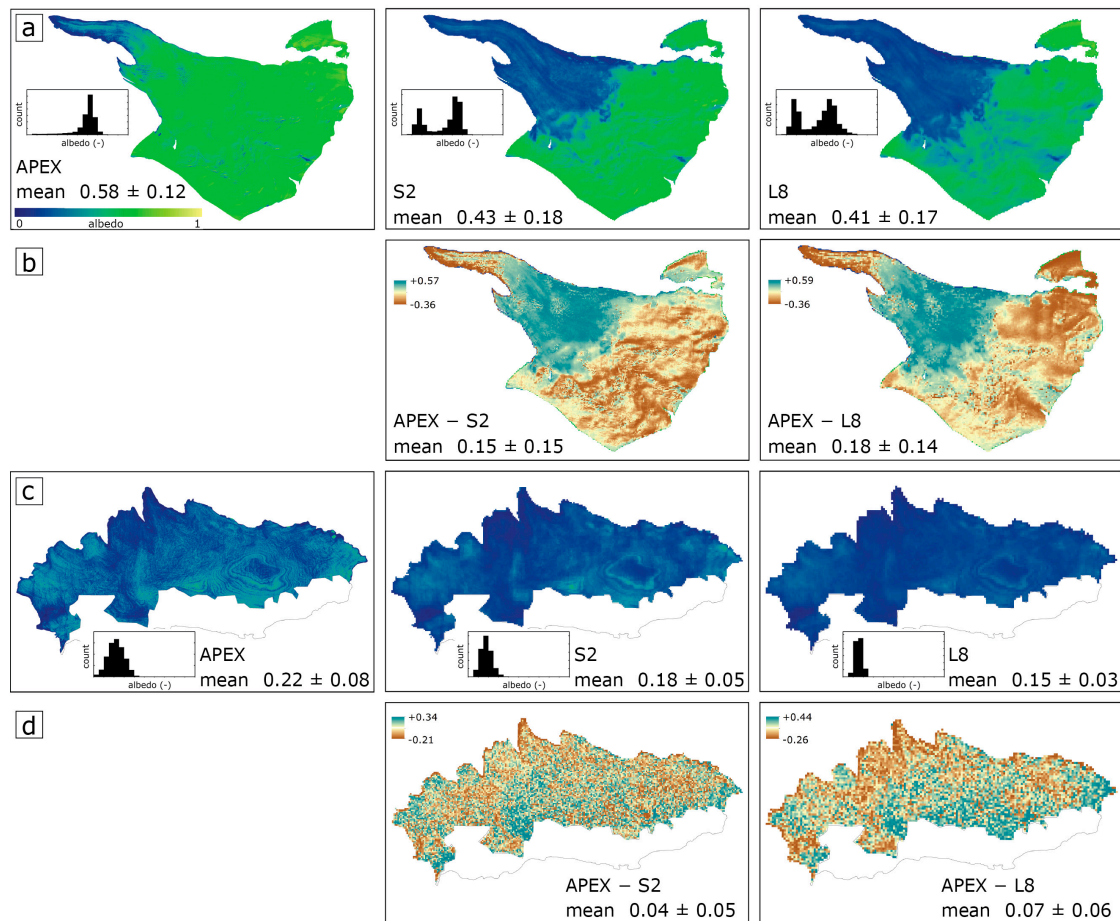 a
count
albedo (-)
APEX
mean 0.58 ± 0.12
0 albedo 1
count
albedo (-)
S2
mean 0.43 ± 0.18
count
albedo (-)
L8
mean 0.41 ± 0.17
b
+0.57
-0.36
APEX – S2
mean 0.15 ± 0.15
+0.59
-0.36
APEX – L8
mean 0.18 ± 0.14
c
count
albedo (-)
APEX
mean 0.22 ± 0.08
count
albedo (-)
S2
mean 0.18 ± 0.05
count
albedo (-)
L8
mean 0.15 ± 0.03
d
+0.34
-0.21
APEX – S2
mean 0.04 ± 0.05
+0.44
-0.26
APEX – L8
mean 0.07 ± 0.06